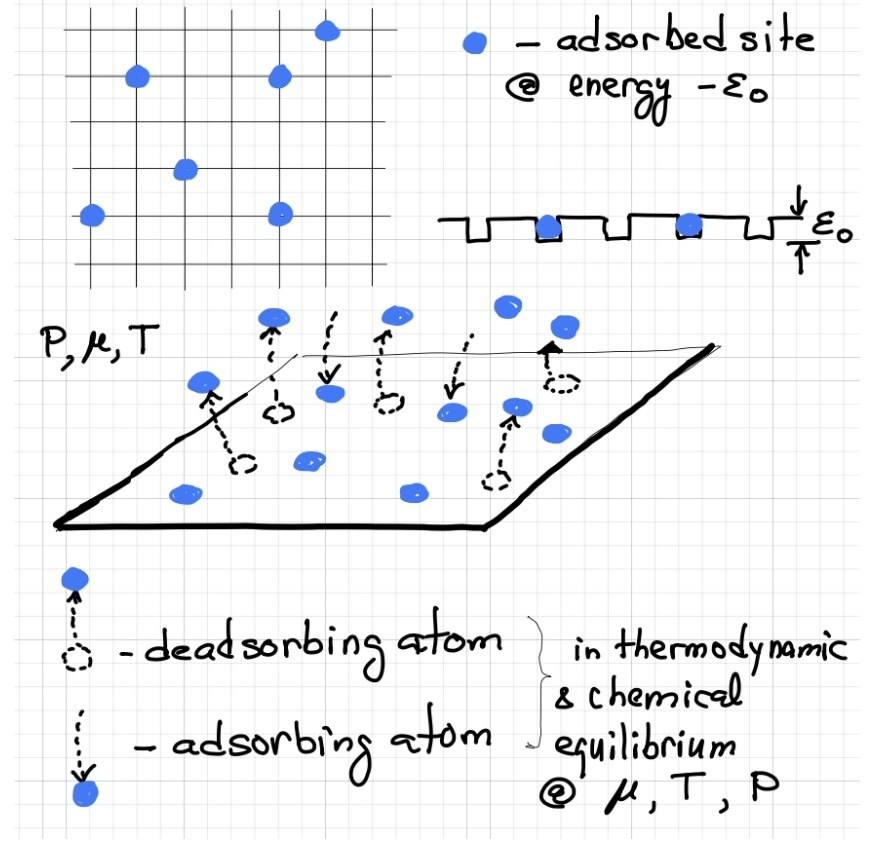 – adsorbed site
@ energy –ε₀
ε₀
P, μ, T
– deadsorbing atom
– adsorbing atom
in thermodynamic
& chemical
equilibrium
@ μ, T, P